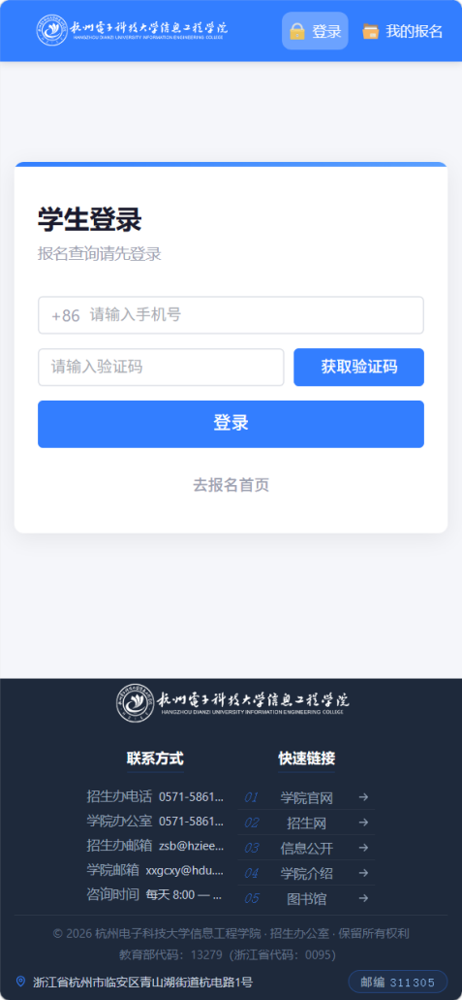 杭州电子科技大学信息工程学院
HANGZHOU DIANZI UNIVERSITY INFORMATION ENGINEERING COLLEGE
登录
我的报名
学生登录
报名查询请先登录
+86 请输入手机号
请输入验证码
获取验证码
登录
去报名首页
杭州电子科技大学信息工程学院
HANGZHOU DIANZI UNIVERSITY INFORMATION ENGINEERING COLLEGE
联系方式
招生办电话 0571-5861...
学院办公室 0571-5861...
招生办邮箱 zsb@hziee...
学院邮箱 xxgcxy@hdu....
咨询时间 每天 8:00 — ...
快速链接
01 学院官网 →
02 招生网 →
03 信息公开 →
04 学院介绍 →
05 图书馆 →
© 2026 杭州电子科技大学信息工程学院 · 招生办公室 · 保留所有权利
教育部代码：13279（浙江省代码：0095）
浙江省杭州市临安区青山湖街道杭电路1号
邮编 311305